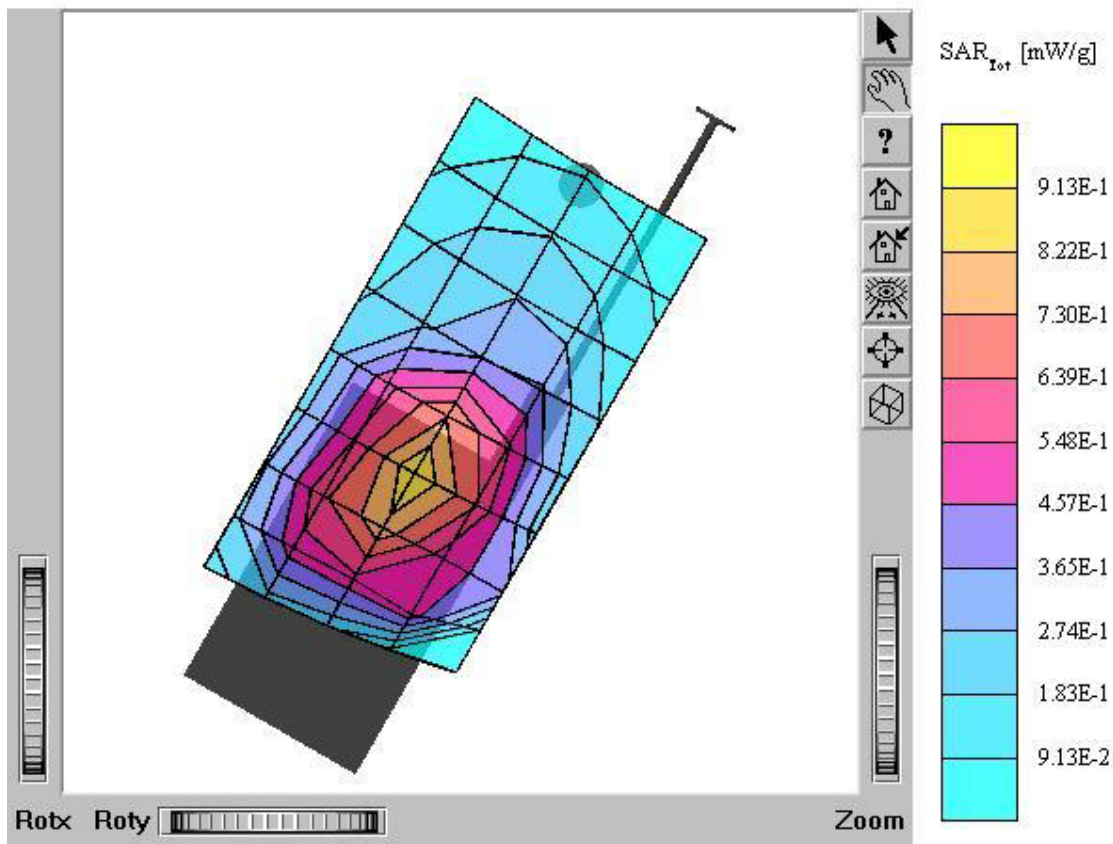 SAR_Tot [mW/g]
9.13E-1
8.22E-1
7.30E-1
6.39E-1
5.48E-1
4.57E-1
3.65E-1
2.74E-1
1.83E-1
9.13E-2
?
Rotx Roty Zoom